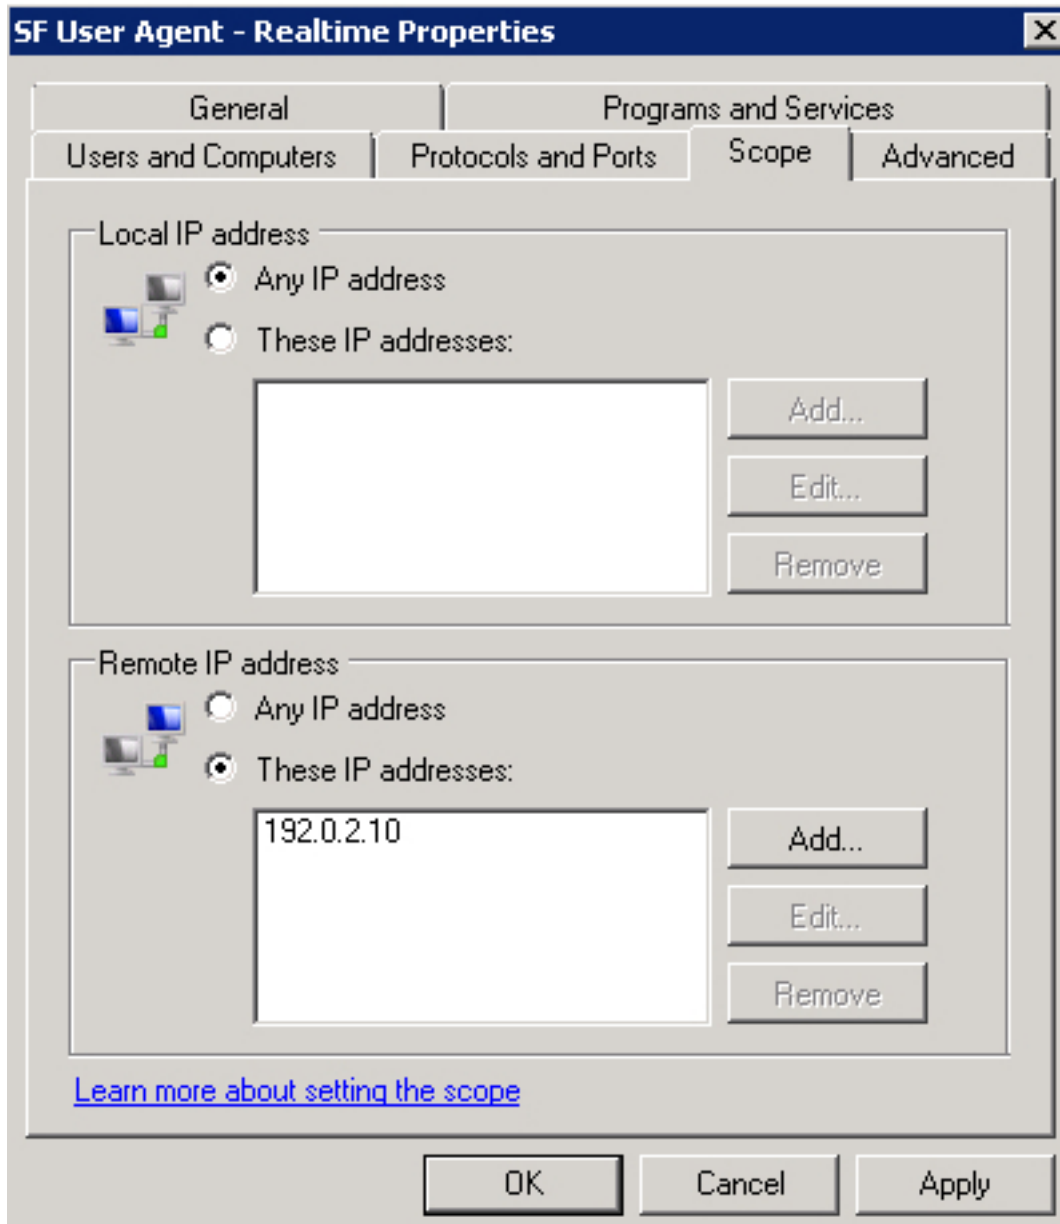 SF User Agent - Realtime Properties
General
Programs and Services
Users and Computers
Protocols and Ports
Scope
Advanced
Local IP address
Any IP address
These IP addresses:
Add...
Edit...
Remove
Remote IP address
Any IP address
These IP addresses:
192.0.2.10
Add...
Edit...
Remove
Learn more about setting the scope
OK
Cancel
Apply